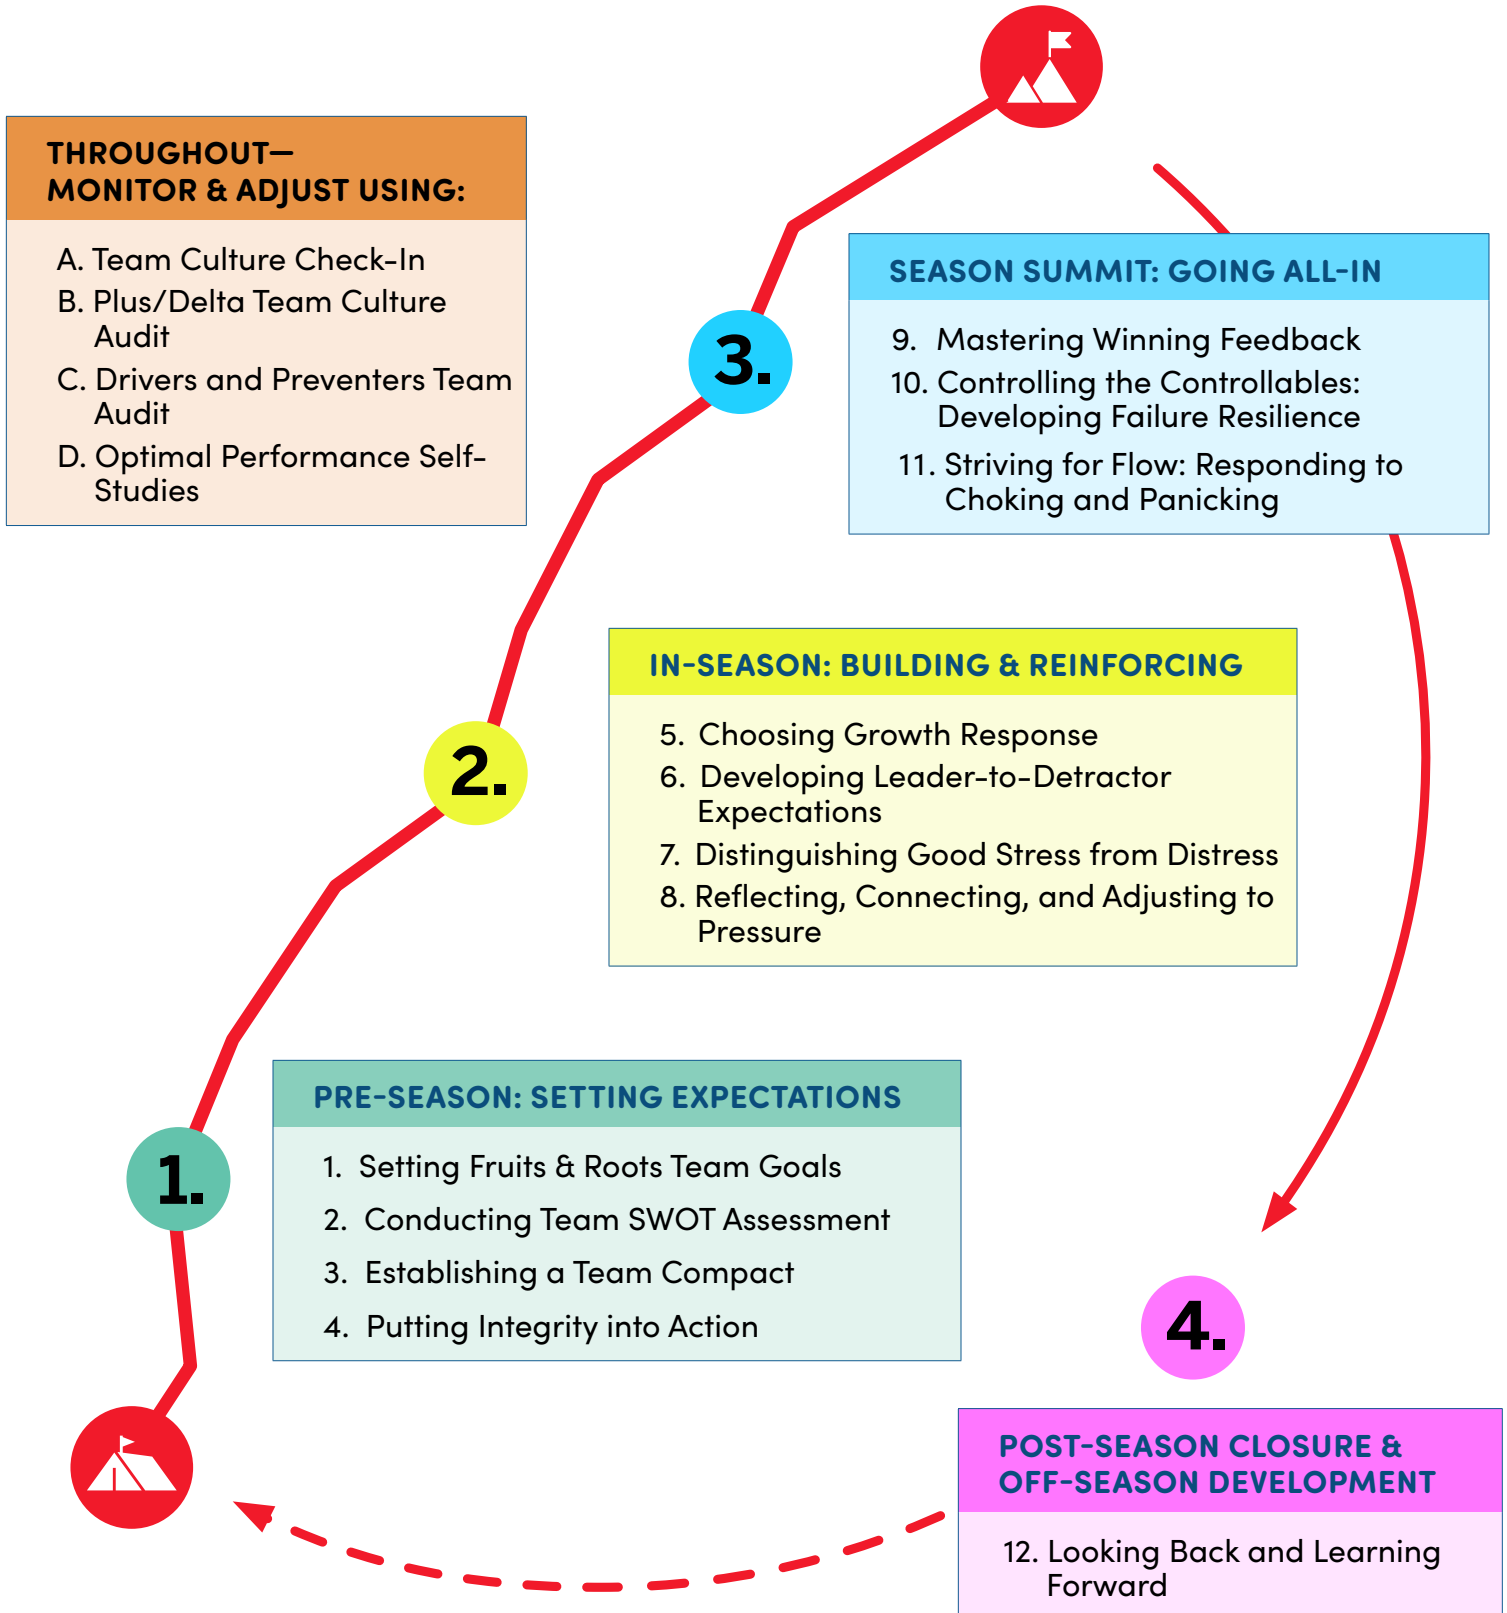 THROUGHOUT—
MONITOR & ADJUST USING:
A. Team Culture Check-In
B. Plus/Delta Team Culture
Audit
C. Drivers and Preventers Team
Audit
D. Optimal Performance Self-
Studies
3.
SEASON SUMMIT: GOING ALL-IN
9. Mastering Winning Feedback
10. Controlling the Controllables:
Developing Failure Resilience
11. Striving for Flow: Responding to
Choking and Panicking
2.
IN-SEASON: BUILDING & REINFORCING
5. Choosing Growth Response
6. Developing Leader-to-Detractor
Expectations
7. Distinguishing Good Stress from Distress
8. Reflecting, Connecting, and Adjusting to
Pressure
1.
PRE-SEASON: SETTING EXPECTATIONS
1. Setting Fruits & Roots Team Goals
2. Conducting Team SWOT Assessment
3. Establishing a Team Compact
4. Putting Integrity into Action
4.
POST-SEASON CLOSURE &
OFF-SEASON DEVELOPMENT
12. Looking Back and Learning
Forward